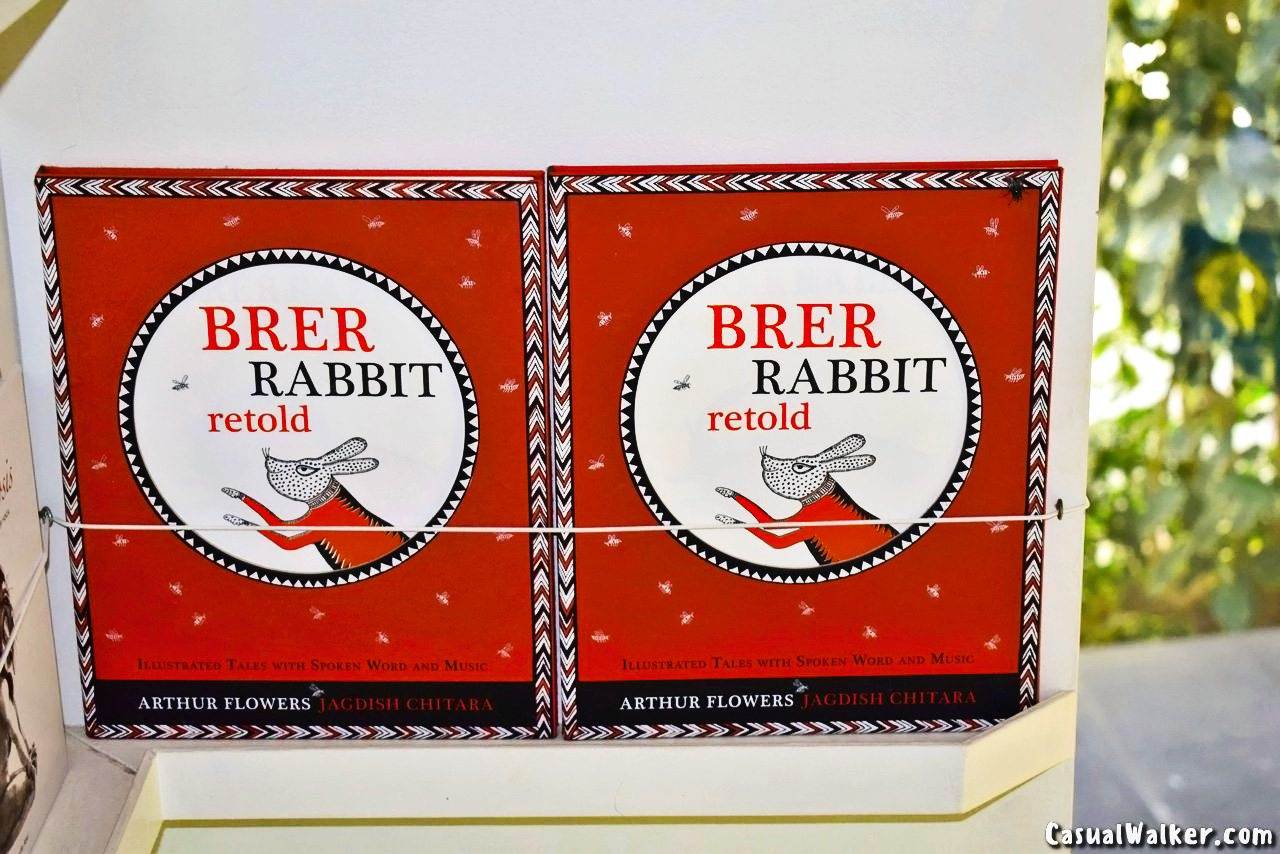 BRER
RABBIT
retold
ILLUSTRATED TALES WITH SPOKEN WORD AND MUSIC
ARTHUR FLOWERS JAGDISH CHITARA
BRER
RABBIT
retold
ILLUSTRATED TALES WITH SPOKEN WORD AND MUSIC
ARTHUR FLOWERS JAGDISH CHITARA
CasualWalker.com